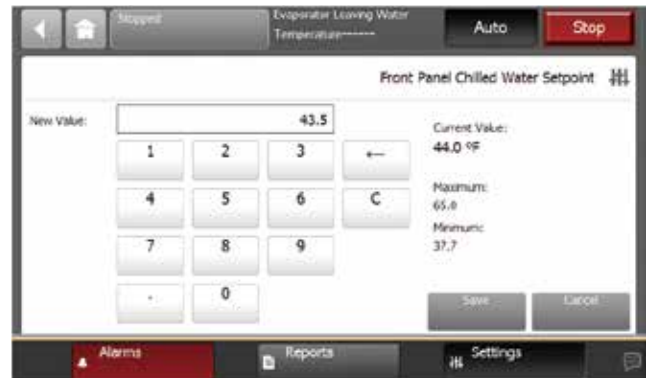 Stopped
Evaporator Leaving Water
Temperature------
Auto
Stop
Front Panel Chilled Water Setpoint
New Value:
43.5
Current Value:
44.0 ºF
1 2 3 ←
4 5 6 C
Maximum:
65.0
Minimum:
37.7
7 8 9
. 0
Save
Cancel
Alarms
Reports
Settings